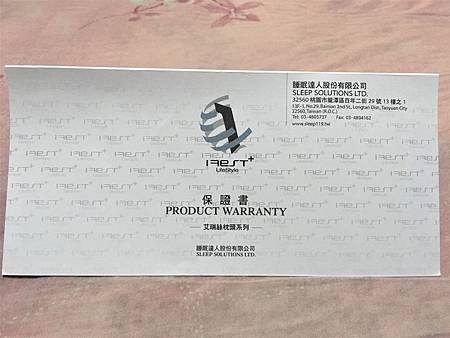 睡眠達人股份有限公司
SLEEP SOLUTIONS LTD.
32560 桃園市龍潭區百年二街 29 號 13 樓之 1
13F.-1, No.29, Bainian 2nd St., Longtan Dist., Taoyuan City
32560, Taiwan (R.O.C.)
Tel: 03-4805737 Fax: 03-4894162
www.sleep119.tw
iREST+
LifeStyle
保證書
PRODUCT WARRANTY
艾瑞絲枕頭系列
睡眠達人股份有限公司
SLEEP SOLUTIONS LTD.